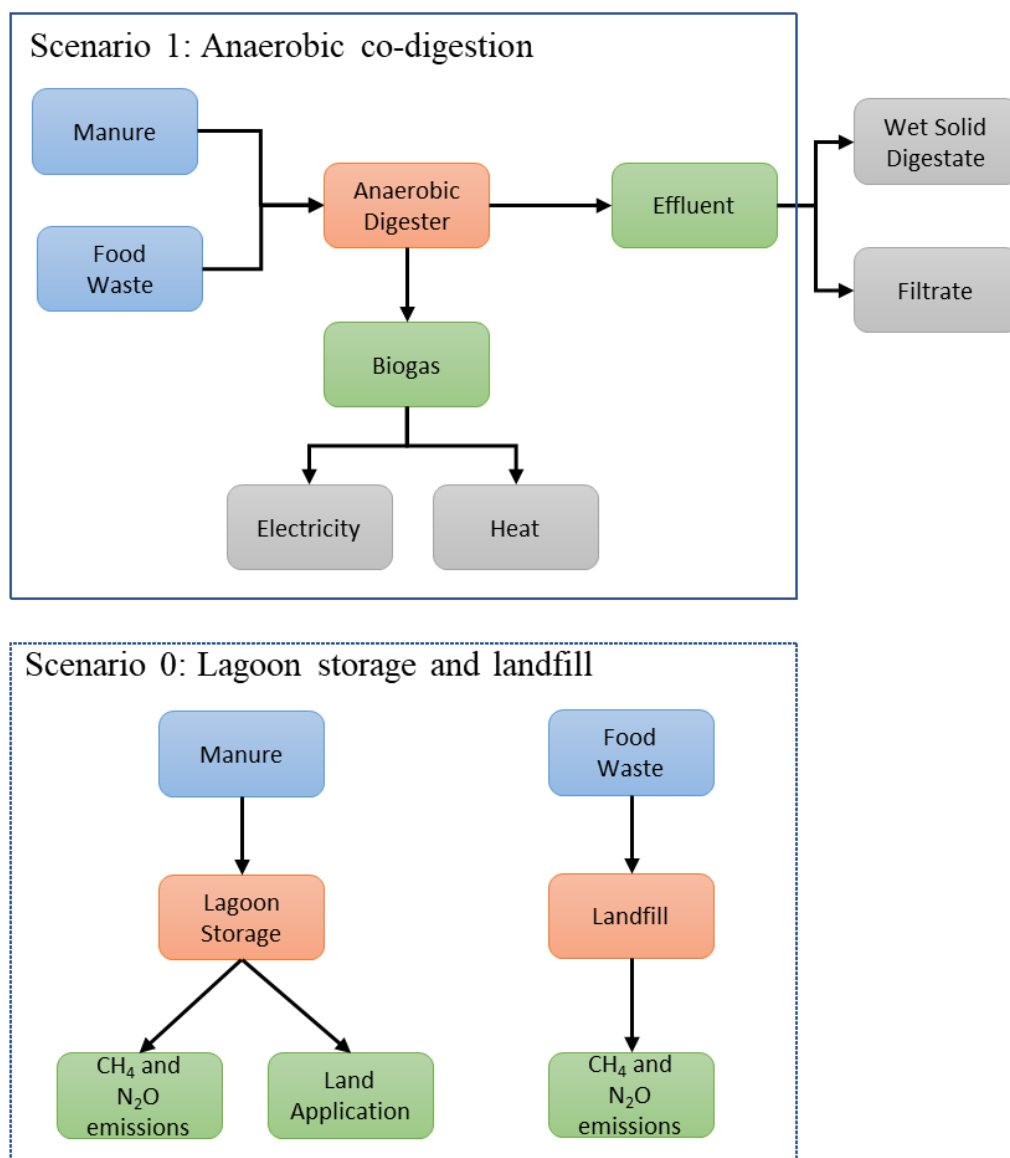 Scenario 1: Anaerobic co-digestion
Manure
Food
Waste
Anaerobic
Digester
Effluent
Wet Solid
Digestate
Filtrate
Biogas
Electricity
Heat
Scenario 0: Lagoon storage and landfill
Manure
Food
Waste
Lagoon
Storage
Landfill
CH₄ and
N₂O
emissions
Land
Application
CH₄ and
N₂O
emissions